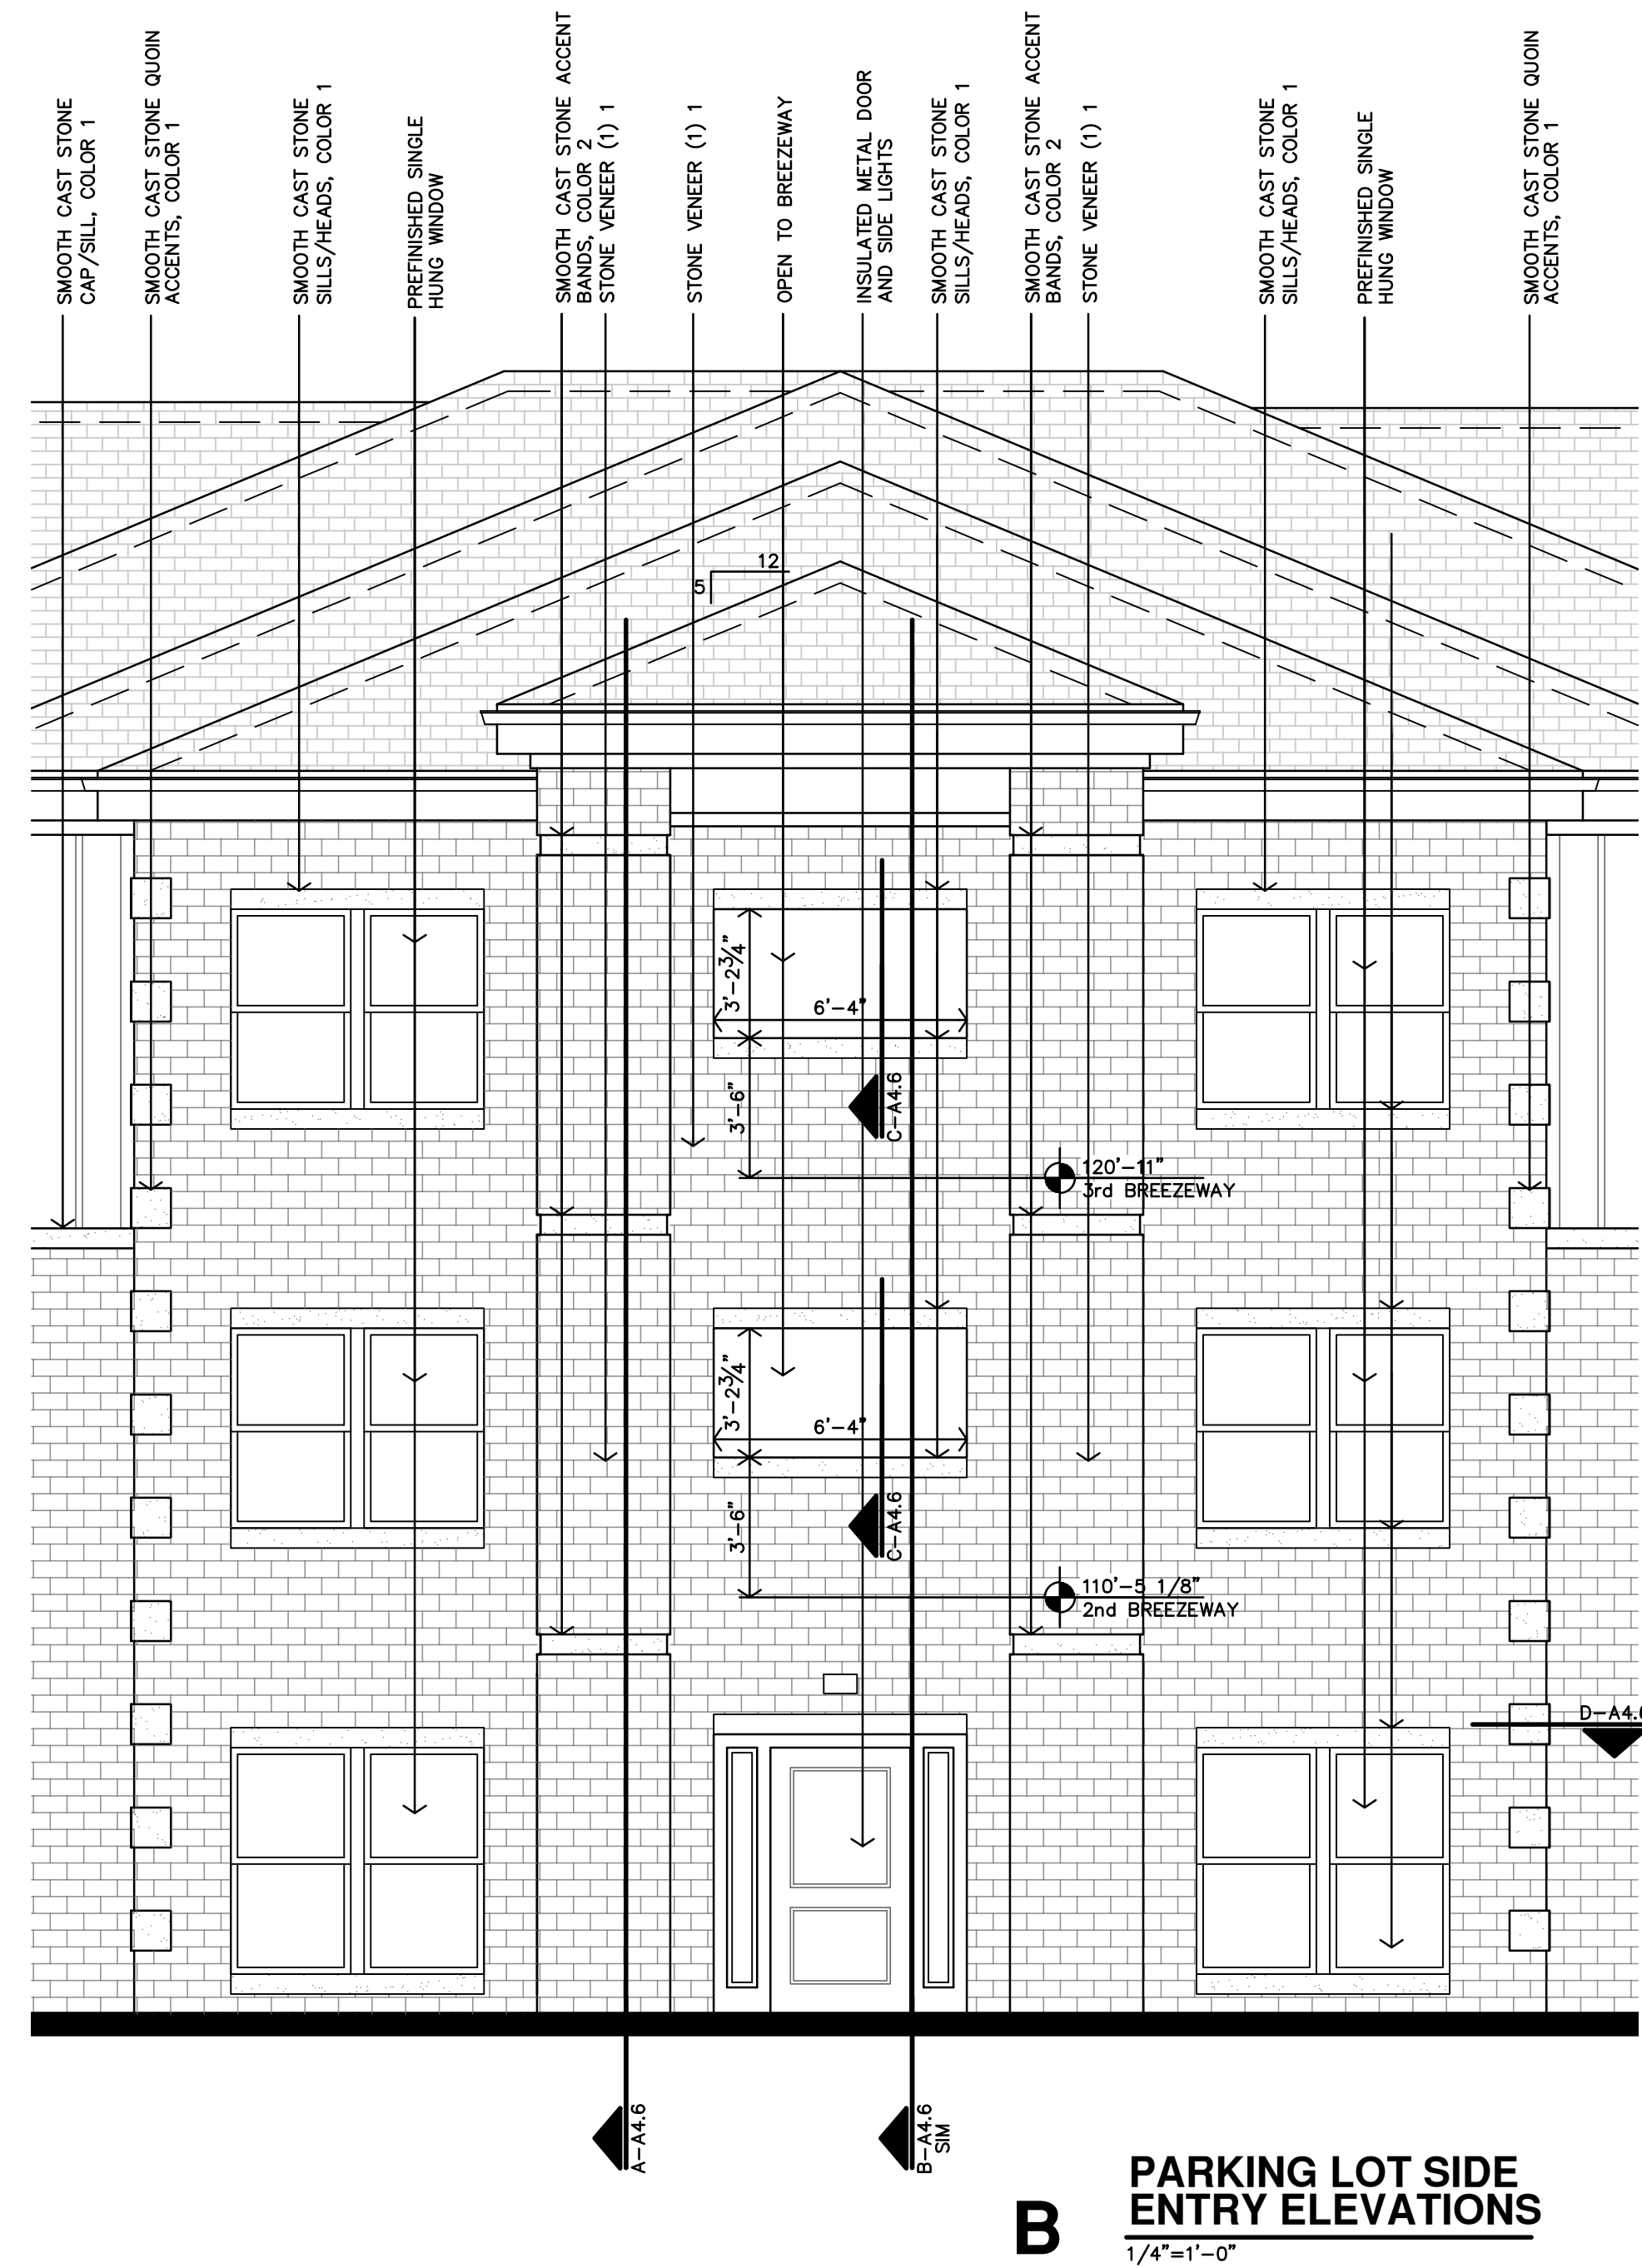 SMOOTH CAST STONE
CAP/SILL, COLOR 1
SMOOTH CAST STONE QUOIN
ACCENTS, COLOR 1
SMOOTH CAST STONE
SILLS/HEADS, COLOR 1
PREFINISHED SINGLE
HUNG WINDOW
SMOOTH CAST STONE ACCENT
BANDS, COLOR 2
STONE VENEER (1) 1
STONE VENEER (1) 1
OPEN TO BREEZEWAY
INSULATED METAL DOOR
AND SIDE LIGHTS
SMOOTH CAST STONE
SILLS/HEADS, COLOR 1
SMOOTH CAST STONE ACCENT
BANDS, COLOR 2
STONE VENEER (1) 1
SMOOTH CAST STONE
SILLS/HEADS, COLOR 1
PREFINISHED SINGLE
HUNG WINDOW
SMOOTH CAST STONE QUOIN
ACCENTS, COLOR 1
12
5
3'-2¾"
6'-4"
3'-6"
C-A4.6
120'-11"
3rd BREEZEWAY
3'-2¾"
6'-4"
3'-6"
C-A4.6
110'-5 1/8"
2nd BREEZEWAY
D-A4.6
A-A4.6
B-A4.6
SIM
B
PARKING LOT SIDE
ENTRY ELEVATIONS
1/4"=1'-0"